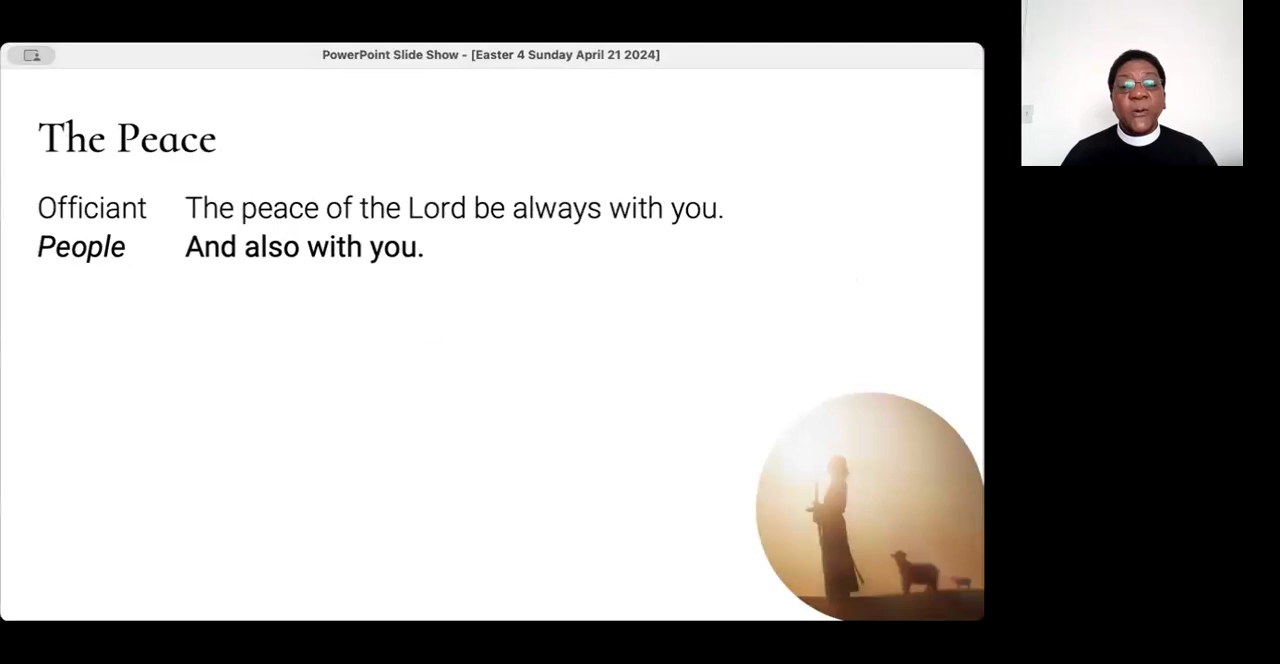 PowerPoint Slide Show - [Easter 4 Sunday April 21 2024]
The Peace
Officiant The peace of the Lord be always with you.
People And also with you.